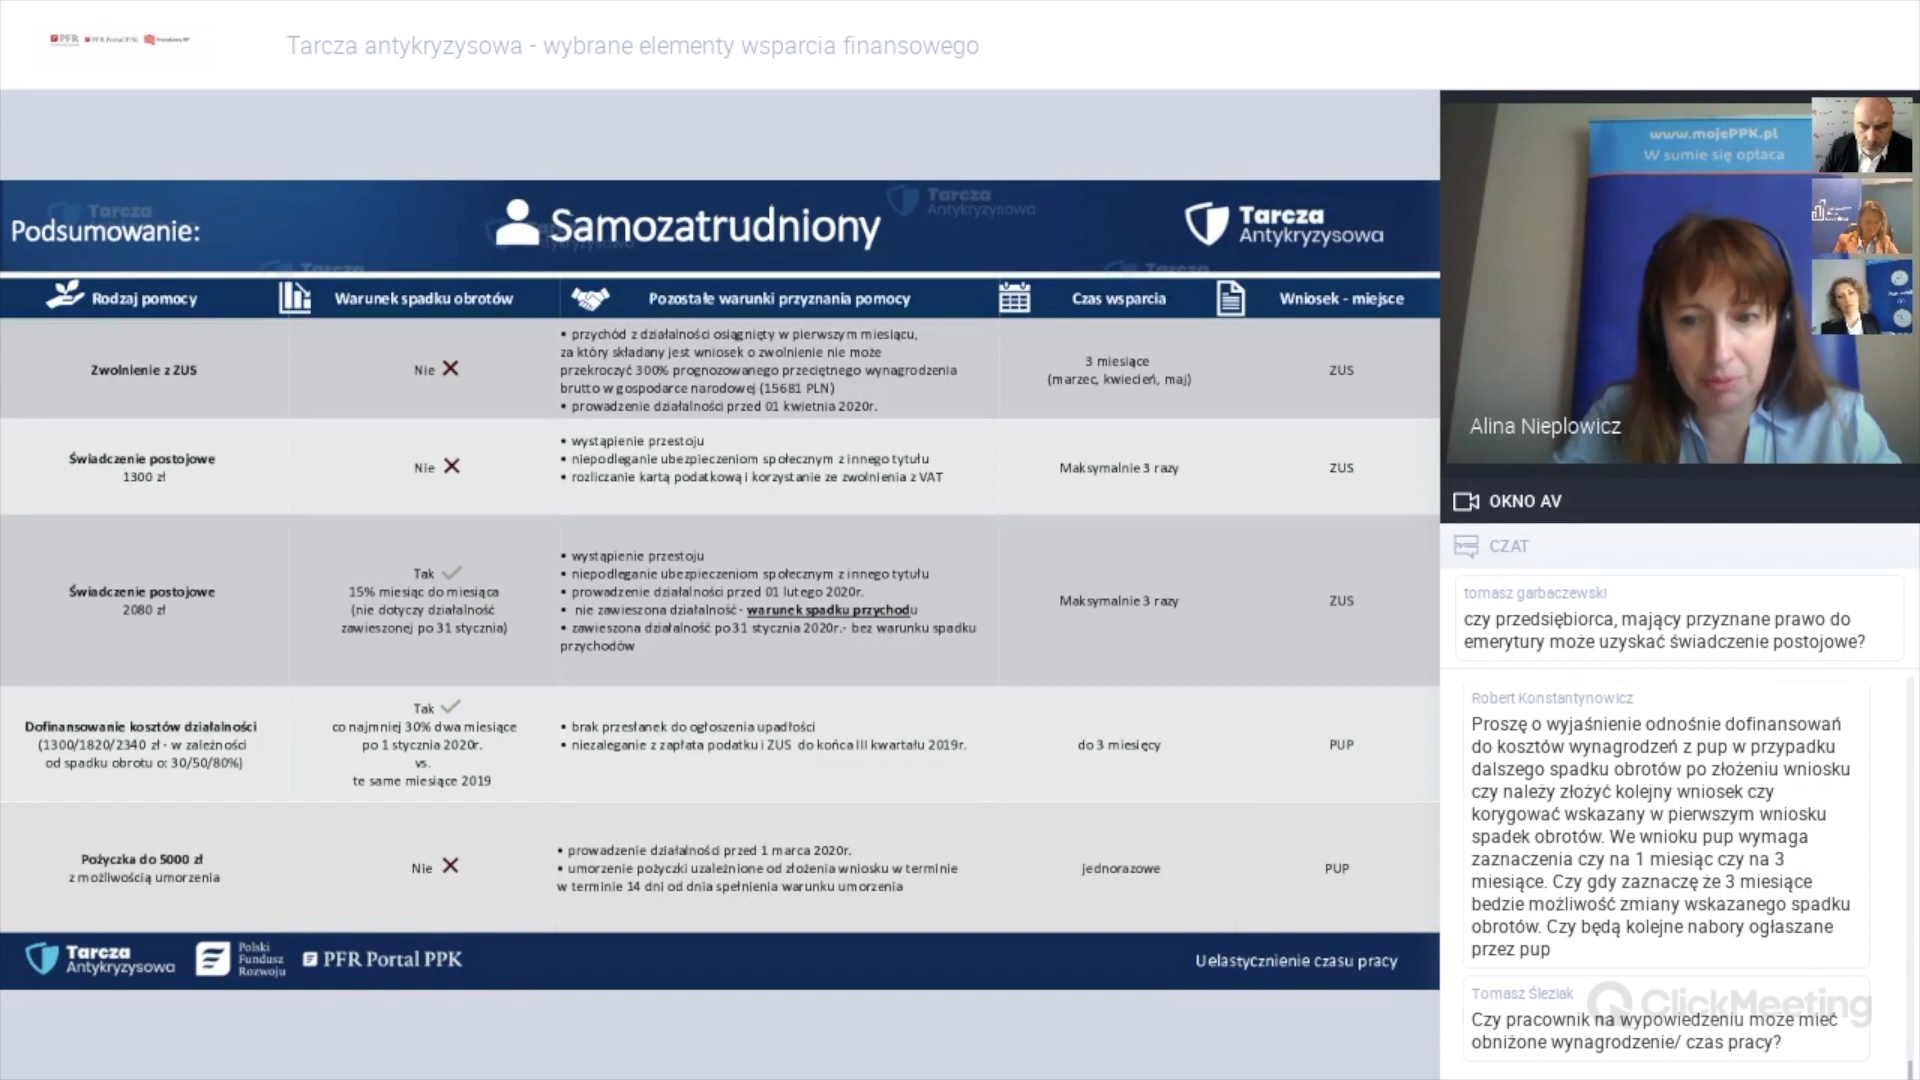 PFR PFR Portal PPK
Tarcza antykryzysowa - wybrane elementy wsparcia finansowego
Podsumowanie:
Samozatrudniony
Tarcza
Antykryzysowa
Rodzaj pomocy
Warunek spadku obrotów
Pozostałe warunki przyznania pomocy
Czas wsparcia
Wniosek - miejsce
Zwolnienie z ZUS
Nie
• przychód z działalności osiągnięty w pierwszym miesiącu,
za który składany jest wniosek o zwolnienie nie może
przekroczyć 300% prognozowanego przeciętnego wynagrodzenia
brutto w gospodarce narodowej (15681 PLN)
• prowadzenie działalności przed 01 kwietnia 2020r.
3 miesiące
(marzec, kwiecień, maj)
ZUS
Świadczenie postojowe
1300 zł
Nie
• wystąpienie przestoju
• niepodleganie ubezpieczeniom społecznym z innego tytułu
• rozliczanie kartą podatkową i korzystanie ze zwolnienia z VAT
Maksymalnie 3 razy
ZUS
Świadczenie postojowe
2080 zł
Tak
15% miesiąc do miesiąca
(nie dotyczy działalność
zawieszonej po 31 stycznia)
• wystąpienie przestoju
• niepodleganie ubezpieczeniom społecznym z innego tytułu
• prowadzenie działalności przed 01 lutego 2020r.
• nie zawieszona działalność - warunek spadku przychodu
• zawieszona działalność po 31 stycznia 2020r.- bez warunku spadku
przychodów
Maksymalnie 3 razy
ZUS
Dofinansowanie kosztów działalności
(1300/1820/2340 zł - w zależności
od spadku obrotu o: 30/50/80%)
Tak
co najmniej 30% dwa miesiące
po 1 stycznia 2020r.
vs.
te same miesiące 2019
• brak przesłanek do ogłoszenia upadłości
• niezaleganie z zapłata podatku i ZUS do końca III kwartału 2019r.
do 3 miesięcy
PUP
Pożyczka do 5000 zł
z możliwością umorzenia
Nie
• prowadzenie działalności przed 1 marca 2020r.
• umorzenie pożyczki uzależnione od złożenia wniosku w terminie
w terminie 14 dni od dnia spełnienia warunku umorzenia
jednorazowe
PUP
Tarcza
Antykryzysowa
Polski
Fundusz
Rozwoju
PFR Portal PPK
Uelastycznienie czasu pracy
www.mojePPK.pl
W sumie się opłaca
Alina Nieplowicz
OKNO AV
CZAT
tomasz garbaczewski
czy przedsiębiorca, mający przyznane prawo do
emerytury może uzyskać świadczenie postojowe?
Robert Konstantynowicz
Proszę o wyjaśnienie odnośnie dofinansowań
do kosztów wynagrodzeń z pup w przypadku
dalszego spadku obrotów po złożeniu wniosku
czy należy złożyć kolejny wniosek czy
korygować wskazany w pierwszym wniosku
spadek obrotów. We wnioku pup wymaga
zaznaczenia czy na 1 miesiąc czy na 3
miesiące. Czy gdy zaznaczę że 3 miesiące
bedzie możliwość zmiany wskazanego spadku
obrotów. Czy będą kolejne nabory ogłaszane
przez pup
Tomasz Śleziak
ClickMeeting
Czy pracownik na wypowiedzeniu może mieć
obniżone wynagrodzenie/ czas pracy?